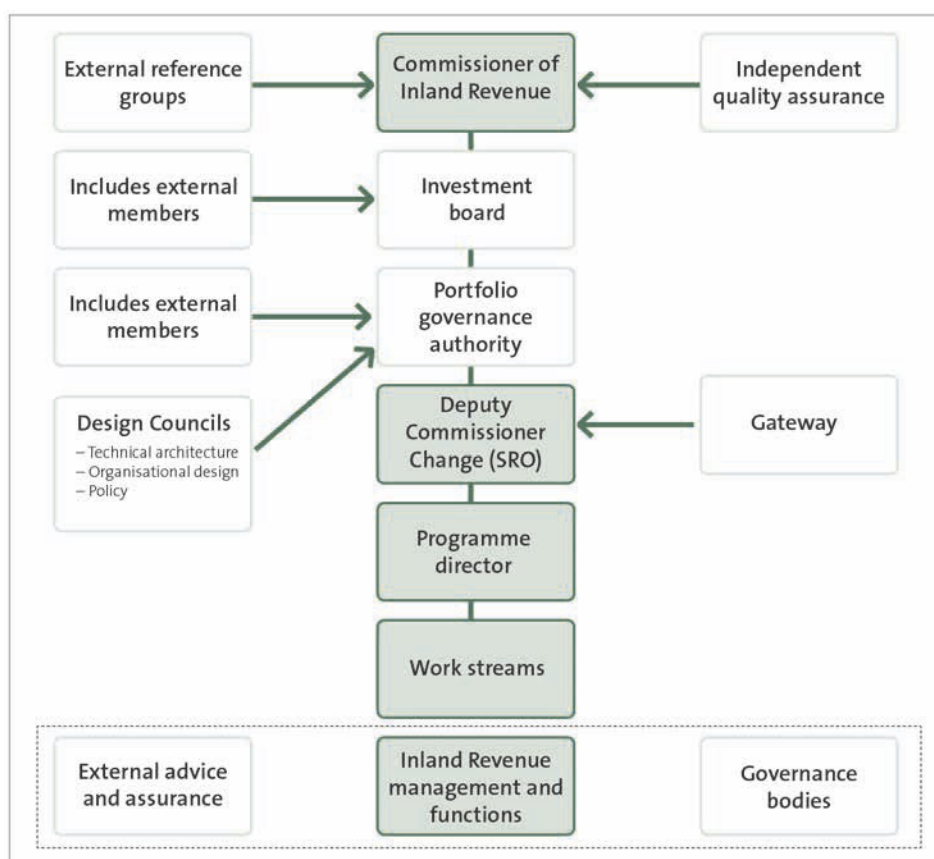 External reference
groups
Commissioner of
Inland Revenue
Independent
quality assurance
Includes external
members
Investment
board
Includes external
members
Portfolio
governance
authority
Design Councils
– Technical architecture
– Organisational design
– Policy
Deputy
Commissioner
Change (SRO)
Gateway
Programme
director
Work streams
External advice
and assurance
Inland Revenue
management and
functions
Governance
bodies